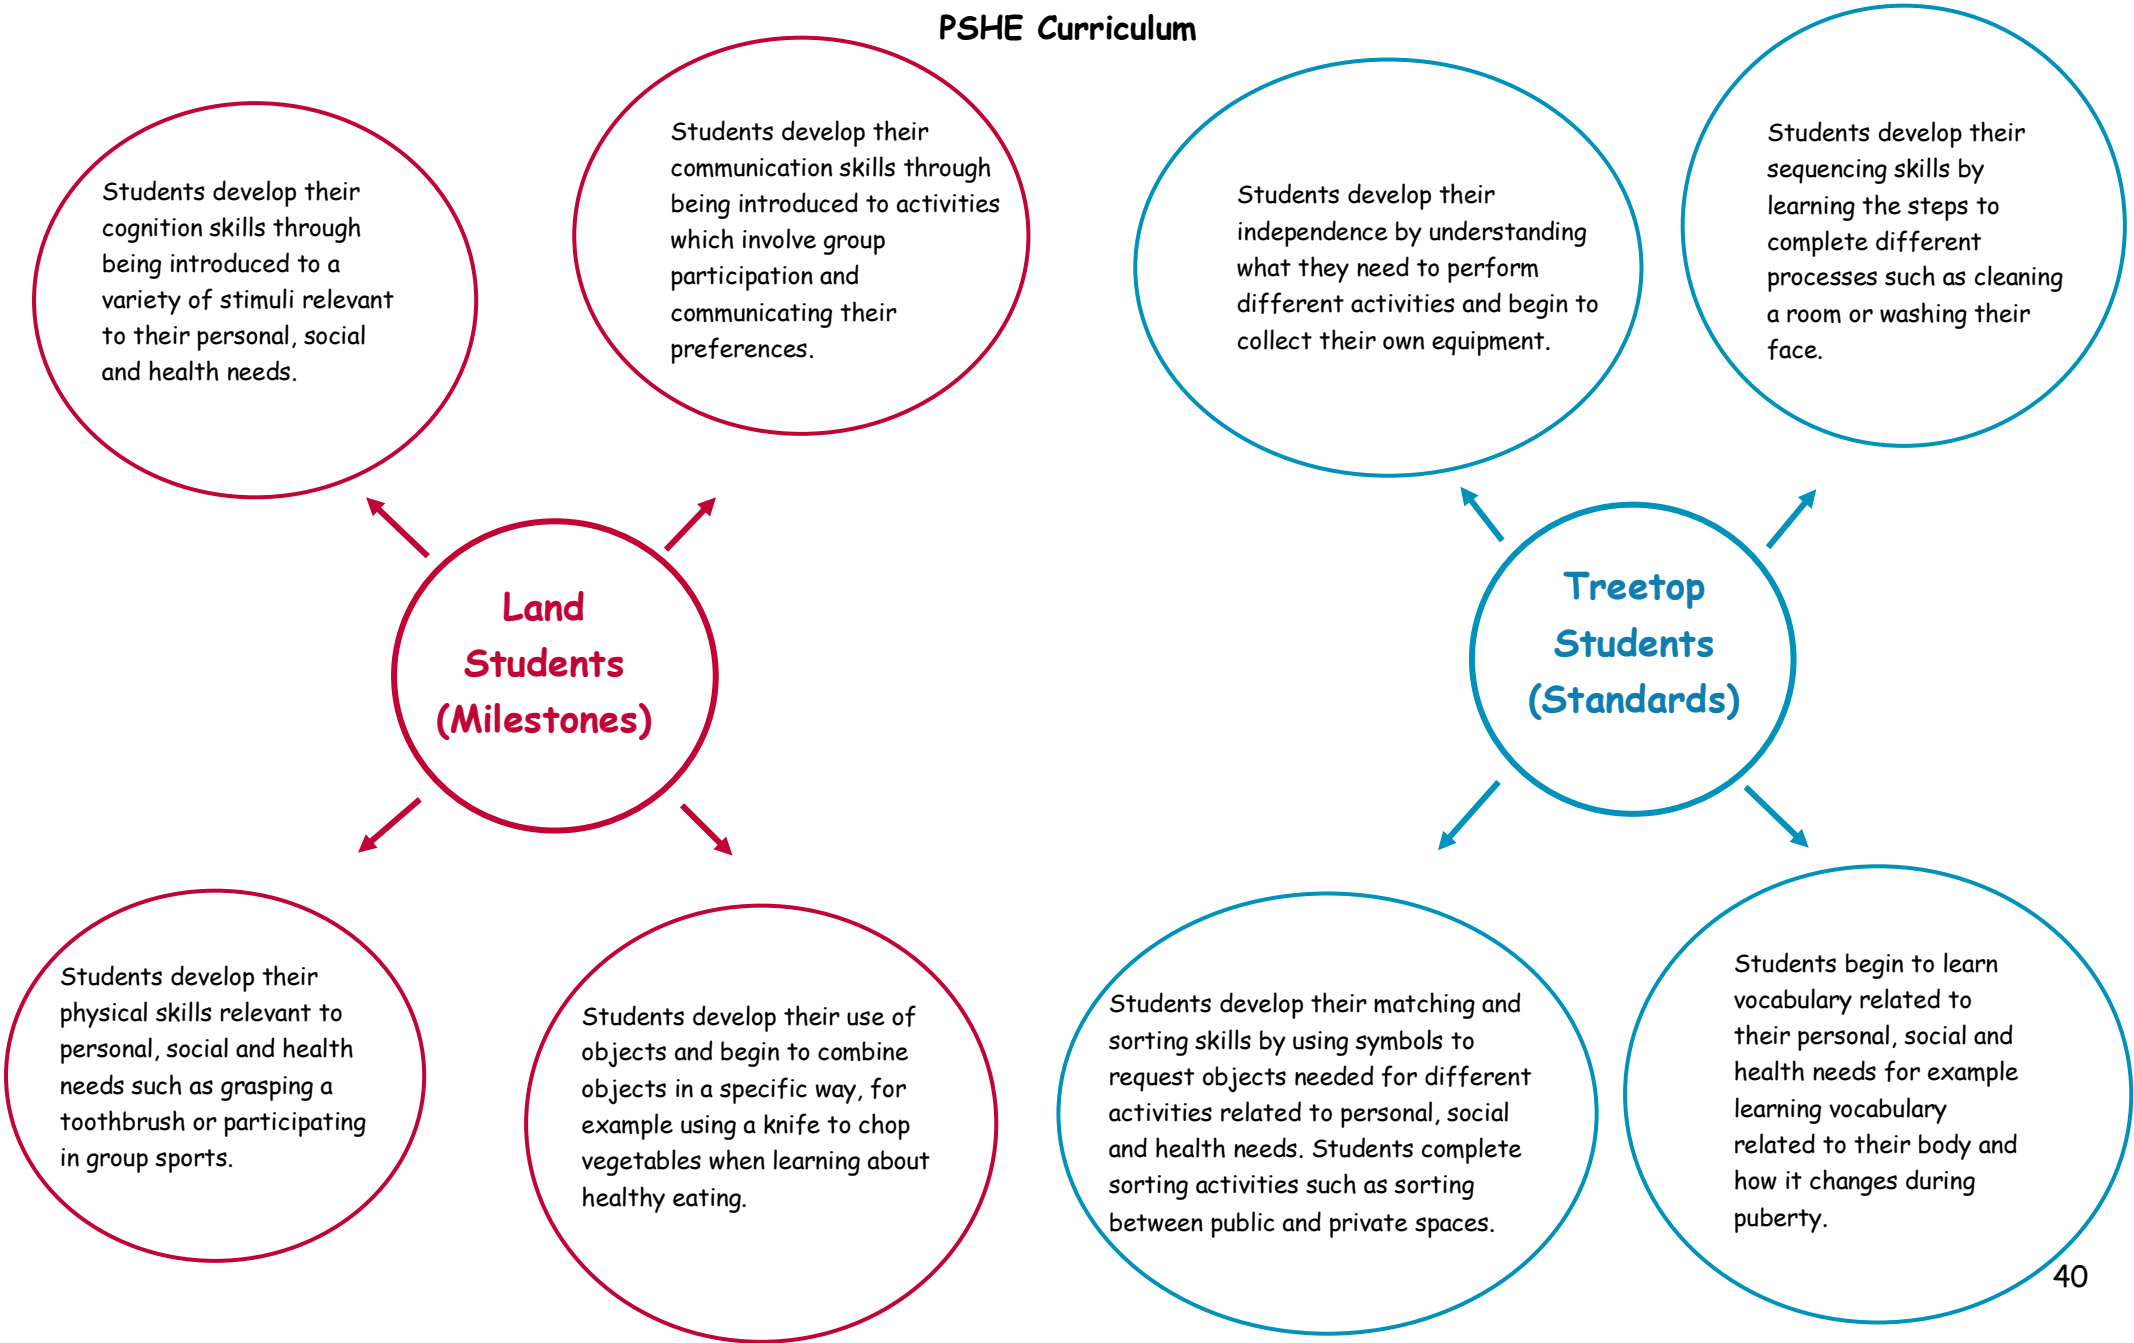 PSHE Curriculum
Students develop their
cognition skills through
being introduced to a
variety of stimuli relevant
to their personal, social
and health needs.
Students develop their
communication skills through
being introduced to activities
which involve group
participation and
communicating their
preferences.
Land
Students
(Milestones)
Students develop their
physical skills relevant to
personal, social and health
needs such as grasping a
toothbrush or participating
in group sports.
Students develop their use of
objects and begin to combine
objects in a specific way, for
example using a knife to chop
vegetables when learning about
healthy eating.
Students develop their
independence by understanding
what they need to perform
different activities and begin to
collect their own equipment.
Students develop their
sequencing skills by
learning the steps to
complete different
processes such as cleaning
a room or washing their
face.
Treetop
Students
(Standards)
Students develop their matching and
sorting skills by using symbols to
request objects needed for different
activities related to personal, social
and health needs. Students complete
sorting activities such as sorting
between public and private spaces.
Students begin to learn
vocabulary related to
their personal, social and
health needs for example
learning vocabulary
related to their body and
how it changes during
puberty.
40